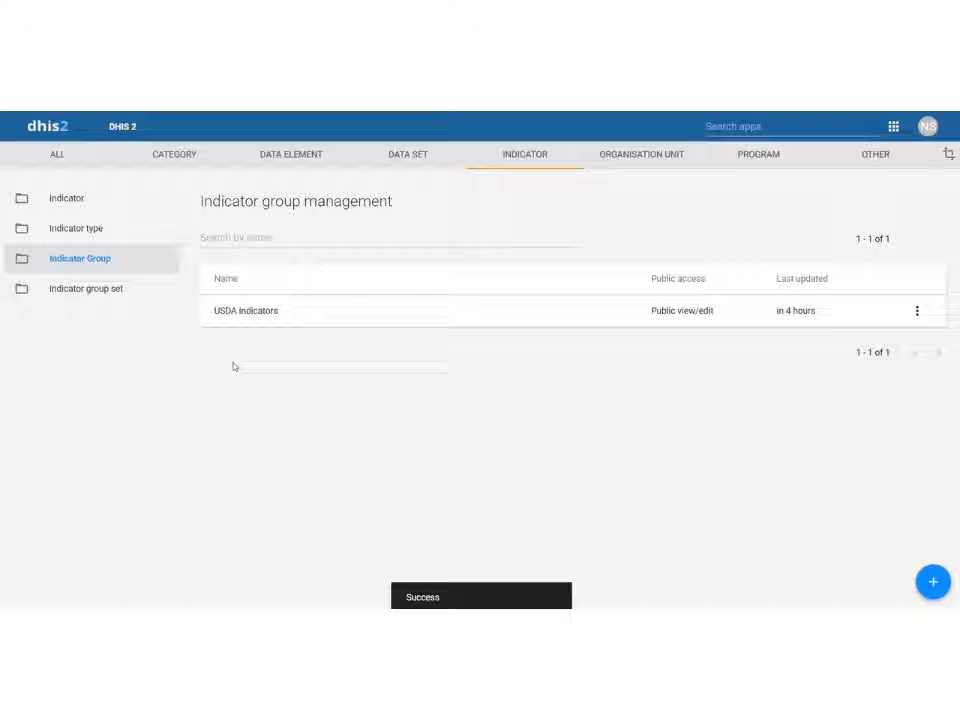 dhis2 DHIS 2 Search apps NS
ALL CATEGORY DATA ELEMENT DATA SET INDICATOR ORGANISATION UNIT PROGRAM OTHER
Indicator
Indicator type
Indicator Group
Indicator group set
Indicator group management
Search by name
1 - 1 of 1
Name Public access Last updated
USDA Indicators Public view/edit in 4 hours
1 - 1 of 1
Success